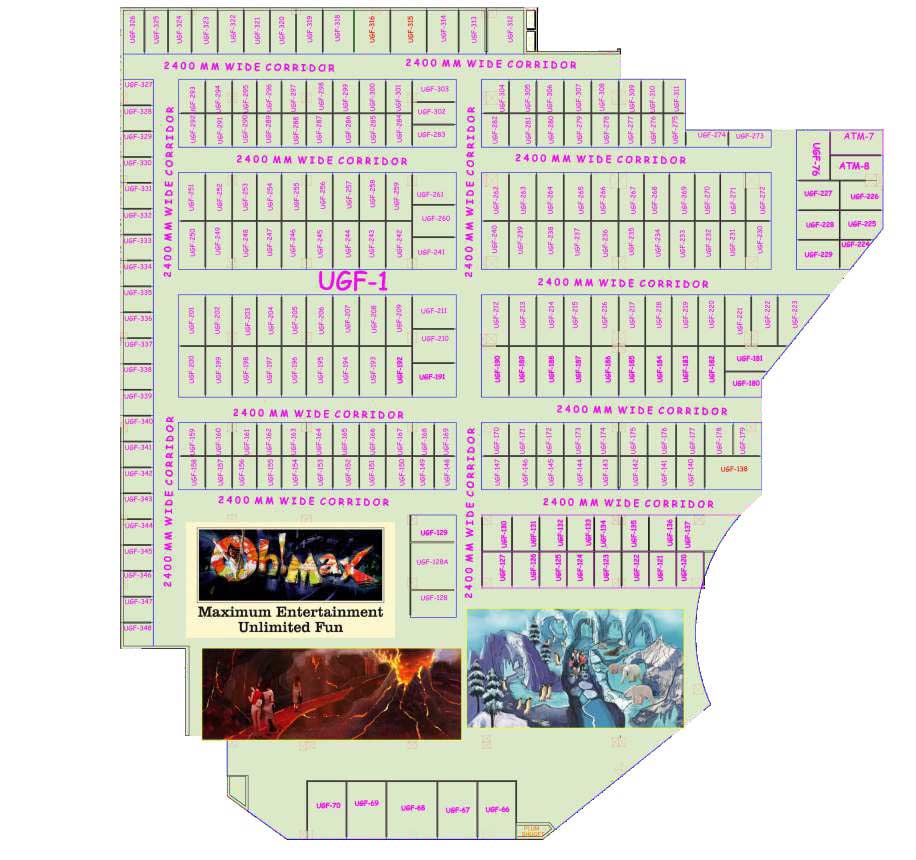 UGF-326 UGF-325 UGF-324 UGF-323 UGF-322 UGF-321 UGF-320 UGF-319 UGF-318 UGF-316 UGF-315 UGF-314 UGF-313 UGF-312
2400 MM WIDE CORRIDOR
2400 MM WIDE CORRIDOR
UGF-327
UGF-328
UGF-329
UGF-330
UGF-331
UGF-332
UGF-333
UGF-334
UGF-335
UGF-336
UGF-337
UGF-338
UGF-339
UGF-340
UGF-341
UGF-342
UGF-343
UGF-344
UGF-345
UGF-346
UGF-347
UGF-348
2400 MM WIDE CORRIDOR
2400 MM WIDE CORRIDOR
UGF-293 UGF-294 UGF-295 UGF-296 UGF-297 UGF-298 UGF-299 UGF-300 UGF-301 UGF-303
UGF-302
UGF-292 UGF-291 UGF-290 UGF-289 UGF-288 UGF-287 UGF-286 UGF-285 UGF-284 UGF-283
UGF-304 UGF-305 UGF-306 UGF-307 UGF-308 UGF-309 UGF-310 UGF-311
UGF-282 UGF-281 UGF-280 UGF-279 UGF-278 UGF-277 UGF-276 UGF-275 UGF-274 UGF-273
UGF-76
ATM-7
ATM-8
UGF-227 UGF-226
UGF-228 UGF-225
UGF-229 UGF-224
2400 MM WIDE CORRIDOR
2400 MM WIDE CORRIDOR
UGF-251 UGF-252 UGF-253 UGF-254 UGF-255 UGF-256 UGF-257 UGF-258 UGF-259 UGF-261
UGF-260
UGF-250 UGF-249 UGF-248 UGF-247 UGF-246 UGF-245 UGF-244 UGF-243 UGF-242 UGF-241
UGF-262 UGF-263 UGF-264 UGF-265 UGF-266 UGF-267 UGF-268 UGF-269 UGF-270 UGF-271 UGF-272
UGF-240 UGF-239 UGF-238 UGF-237 UGF-236 UGF-235 UGF-234 UGF-233 UGF-232 UGF-231 UGF-230
UGF-1
2400 MM WIDE CORRIDOR
UGF-201 UGF-202 UGF-203 UGF-204 UGF-205 UGF-206 UGF-207 UGF-208 UGF-209 UGF-211
UGF-210
UGF-200 UGF-199 UGF-198 UGF-197 UGF-196 UGF-195 UGF-194 UGF-193 UGF-192 UGF-191
UGF-212 UGF-213 UGF-214 UGF-215 UGF-216 UGF-217 UGF-218 UGF-219 UGF-220 UGF-221 UGF-222 UGF-223
UGF-190 UGF-189 UGF-188 UGF-187 UGF-186 UGF-185 UGF-184 UGF-183 UGF-182 UGF-181
UGF-180
2400 MM WIDE CORRIDOR
2400 MM WIDE CORRIDOR
2400 MM WIDE CORRIDOR
2400 MM WIDE CORRIDOR
UGF-159 UGF-160 UGF-161 UGF-162 UGF-163 UGF-164 UGF-165 UGF-166 UGF-167 UGF-168 UGF-169
UGF-158 UGF-157 UGF-156 UGF-155 UGF-154 UGF-153 UGF-152 UGF-151 UGF-150 UGF-149 UGF-148
UGF-170 UGF-171 UGF-172 UGF-173 UGF-174 UGF-175 UGF-176 UGF-177 UGF-178 UGF-179
UGF-147 UGF-146 UGF-145 UGF-144 UGF-143 UGF-142 UGF-141 UGF-140 UGF-138
2400 MM WIDE CORRIDOR
2400 MM WIDE CORRIDOR
UGF-130 UGF-131 UGF-132 UGF-133 UGF-134 UGF-135 UGF-136 UGF-137
UGF-127 UGF-126 UGF-125 UGF-124 UGF-123 UGF-122 UGF-121 UGF-120
UGF-129
UGF-128A
UGF-128
Oh!Max
Maximum Entertainment
Unlimited Fun
UGF-70 UGF-69 UGF-68 UGF-67 UGF-66